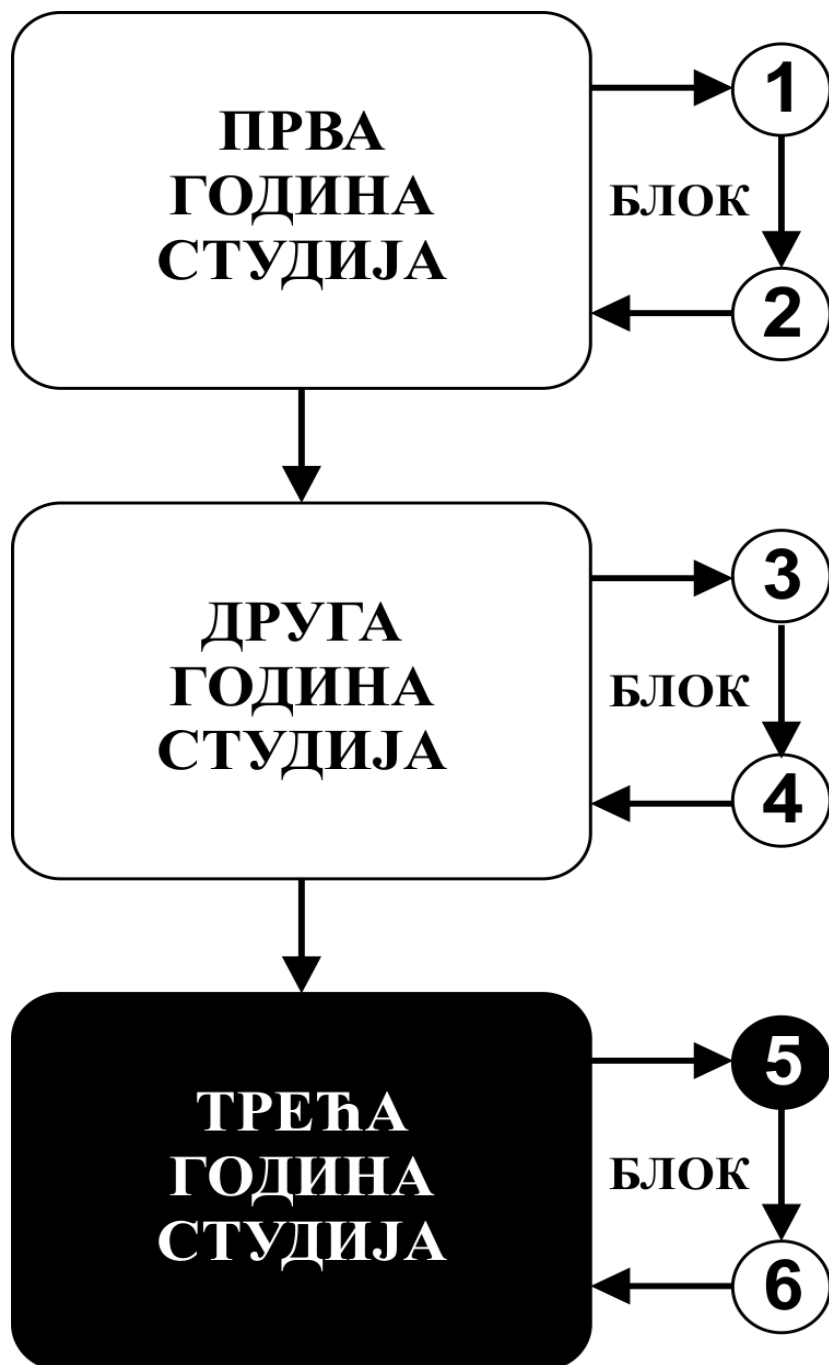 ПРВА
ГОДИНА
СТУДИЈА
1
БЛОК
2
ДРУГА
ГОДИНА
СТУДИЈА
3
БЛОК
4
ТРЕЋА
ГОДИНА
СТУДИЈА
5
БЛОК
6